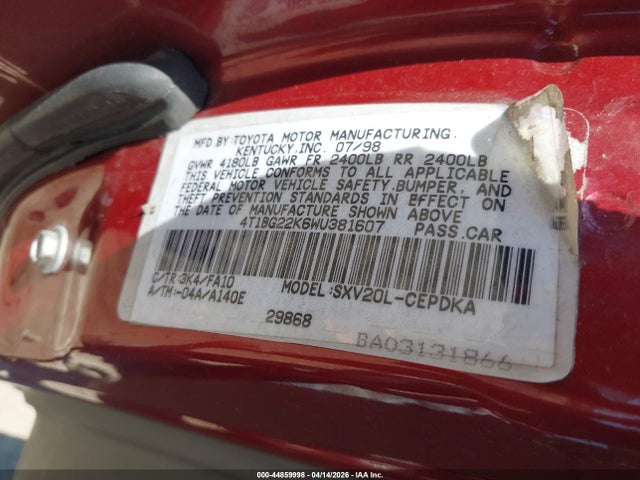 MFD.BY:TOYOTA MOTOR MANUFACTURING,
KENTUCKY,INC. 07/98
GVWR 4180LB GAWR FR 2400LB RR 2400LB
THIS VEHICLE CONFORMS TO ALL APPLICABLE
FEDERAL MOTOR VEHICLE SAFETY,BUMPER, AND
THEFT PREVENTION STANDARDS IN EFFECT ON
THE DATE OF MANUFACTURE SHOWN ABOVE
4T1BG22K6WU381607 PASS.CAR
C/TR:3K4/FA10 MODEL:SXV20L-CEPDKA
A/TM:-04A/A140E
29868
BA03131866
000-44859998 04/14/2026 IAAI.COM